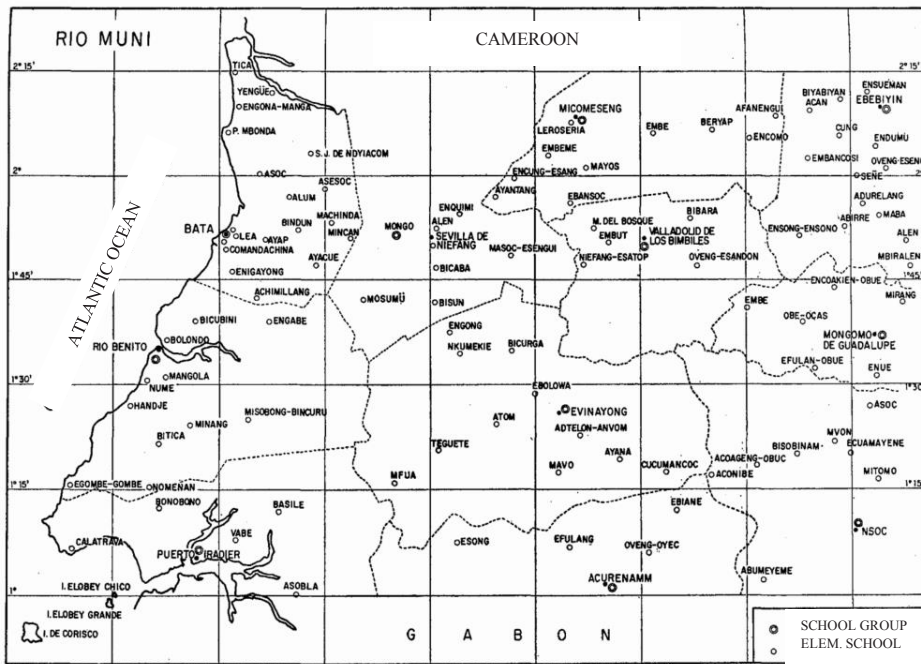 RIO MUNI
CAMEROON
ATLANTIC OCEAN
2° 15'
TICA
YENGÜE
ENGONA-MANGA
P. MBONDA
S. J. DE NDYIACOM
MICOMESENG
LEROSERIA
EMBE
BERYAP
AFANENGUI
ENCOMO
BIYABIYAN
ACAN
ENSUEMAN
EBEBIYIN
CUNG
ENDUMU
EMBEME
MAYOS
EMBANCOSI
OVENG-ESENG
2°
ASOC
ASESOC
ALUM
ENCUNG-ESANG
AYANTANG
EBANSOC
SEÑE
ADURELANG
MABA
BATA
LEA
COMANDACHINA
BINDUN
AYAP
MACHINDA
MINCAN
MONGO
ENQUIMI
ALEN
SEVILLA DE
NIEFANG
MASOC-ESENGUI
M. DEL BOSQUE
EMBUT
BIBARA
VALLADOLID DE
LOS BIMBILES
ENSONG-ENSONO
ABIRRE
ALEN
ENIGAYONG
AYACUE
BICABA
NIEFANG-ESATOP
OVENG-ESANDON
MBIRALEN
1° 45'
ACHIMILLANG
MOSUMÜ
BISUN
EMBE
ENCOAKIEN-OBUE
MIRANG
BICUBINI
ENGABE
ENGONG
OBE-OCAS
RIO BENITO
BOLONDO
NKUMEKIE
BICURGA
MONGOMO
DE GUADALUPE
NUME
MANGOLA
EFULAN-OBUE
ENUE
1° 30'
HANDJE
EBOLOWA
EVINAYONG
ASOC
MINANG
MISOBONG-BINCURU
ATOM
ADTELON-ANVOM
BITICA
TEGUETE
AYANA
MAVO
CUCUMANCOC
ACOAGENG-OBUC
ACONIBE
BISOBINAM
MVON
ECUAMAYENE
MITOMO
MFUA
1° 15'
EGOMBE-GOMBE
NOMENAN
BONOBONO
BASILE
EBIANE
NSOC
CALATRAVA
VABE
PUERTO IRADIER
ESONG
EFULANG
OVENG-OYEC
ABUMEYEME
I. ELOBEY CHICO
ASOBLA
ACURENAMM
1°
I. ELOBEY GRANDE
I. DE CORISCO
G A B O N
SCHOOL GROUP
ELEM. SCHOOL